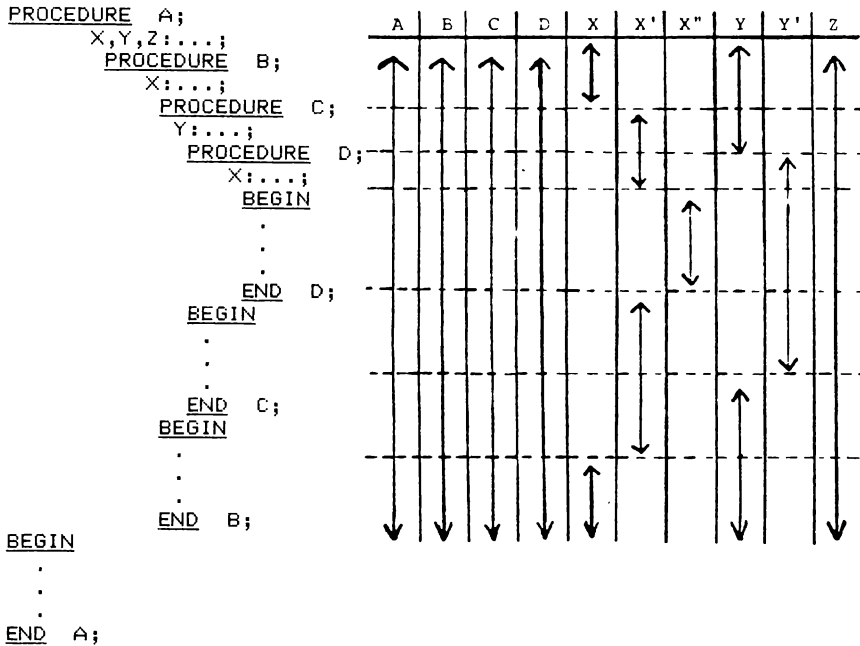 PROCEDURE A;
A B C D X X' X" Y Y' Z
X,Y,Z:...;
PROCEDURE B;
X:...;
PROCEDURE C;
Y:...;
PROCEDURE D;
X:...;
BEGIN
.
.
.
END D;
BEGIN
.
.
.
END C;
BEGIN
.
.
.
END B;
BEGIN
.
.
.
END A;